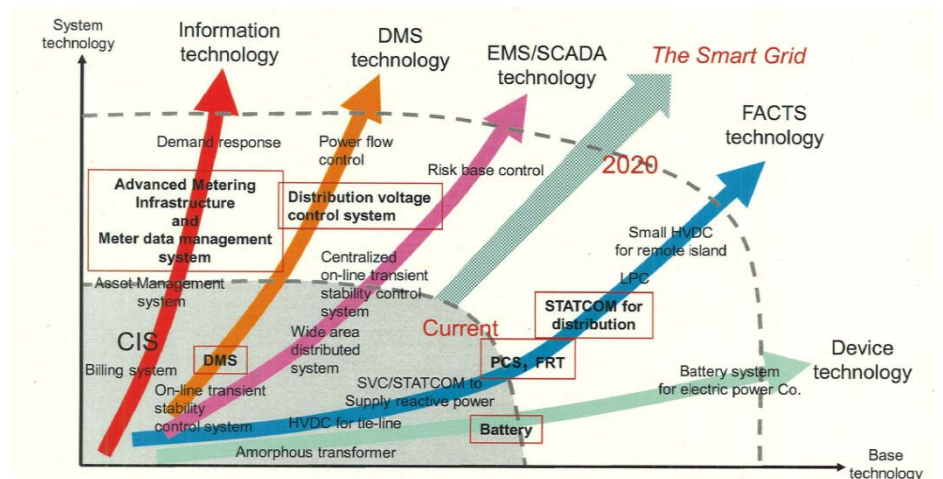 System
technology
Information
technology
DMS
technology
EMS/SCADA
technology
The Smart Grid
FACTS
technology
Demand response
Power flow
control
Risk base control
2020
Advanced Metering
Infrastructure
and
Meter data management
system
Distribution voltage
control system
Small HVDC
for remote island
LPC
Asset Management
system
Centralized
on-line transient
stability control
system
STATCOM for
distribution
CIS
Current
Wide area
distributed
system
DMS
PCS, FRT
Device
technology
Billing system
On-line transient
stability
control system
SVC/STATCOM to
Supply reactive power
Battery system
for electric power Co.
HVDC for tie-line
Battery
Amorphous transformer
Base
technology